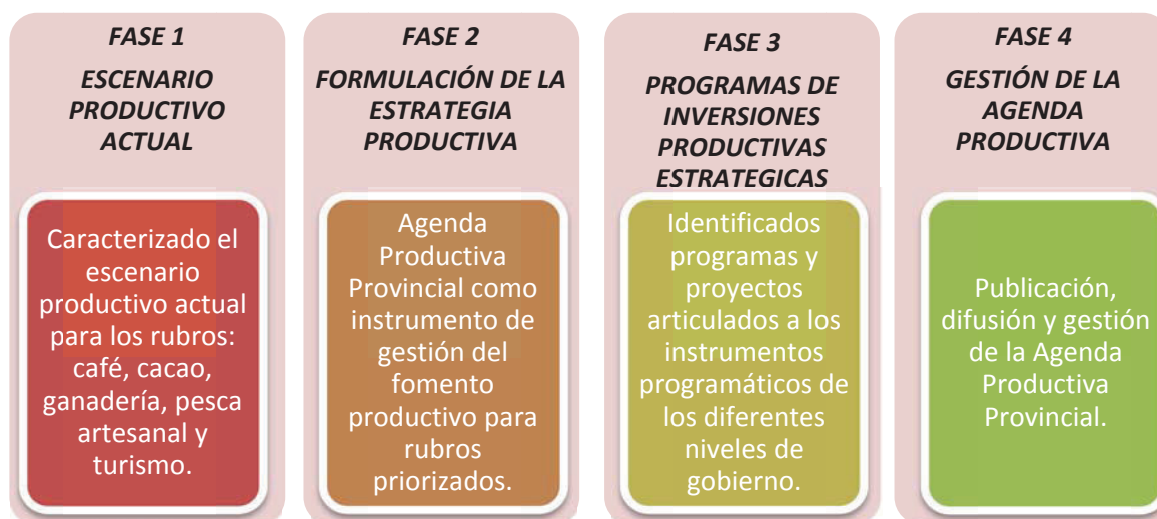 FASE 1
ESCENARIO
PRODUCTIVO
ACTUAL
Caracterizado el
escenario
productivo actual
para los rubros:
café, cacao,
ganadería, pesca
artesanal y
turismo.
FASE 2
FORMULACIÓN DE LA
ESTRATEGIA
PRODUCTIVA
Agenda
Productiva
Provincial como
instrumento de
gestión del
fomento
productivo para
rubros
priorizados.
FASE 3
PROGRAMAS DE
INVERSIONES
PRODUCTIVAS
ESTRATEGICAS
Identificados
programas y
proyectos
articulados a los
instrumentos
programáticos de
los diferentes
niveles de
gobierno.
FASE 4
GESTIÓN DE LA
AGENDA
PRODUCTIVA
Publicación,
difusión y gestión
de la Agenda
Productiva
Provincial.